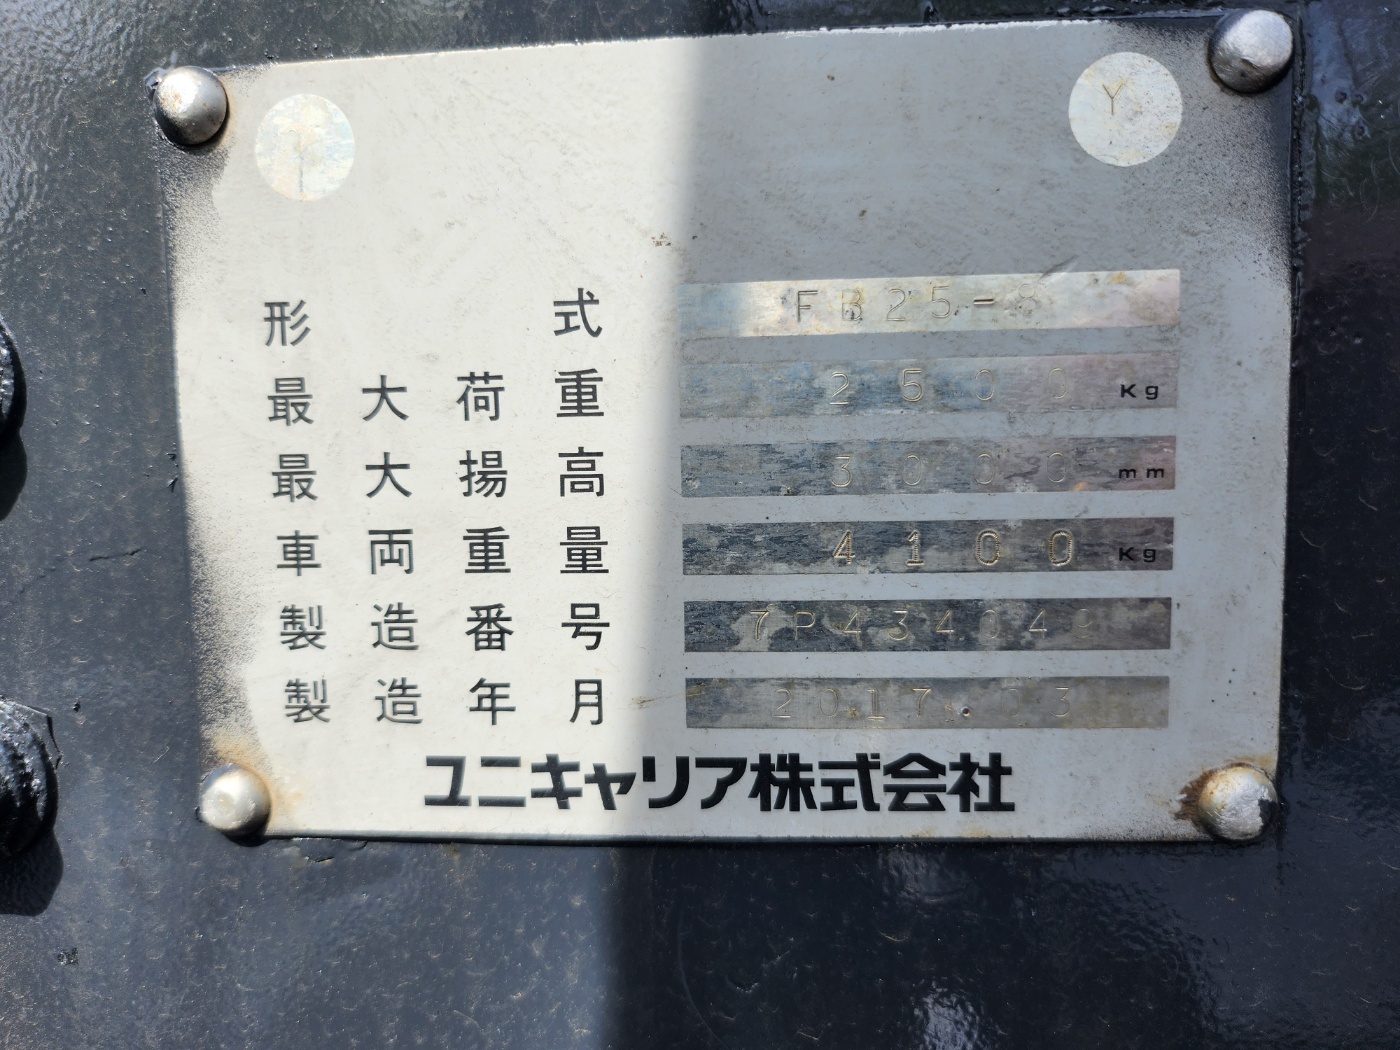 Y
形式 FB25-8
最大荷重 2500 Kg
最大揚高 3000 mm
車両重量 4100 Kg
製造番号 7P434049
製造年月 2017.03
ユニキャリア株式会社